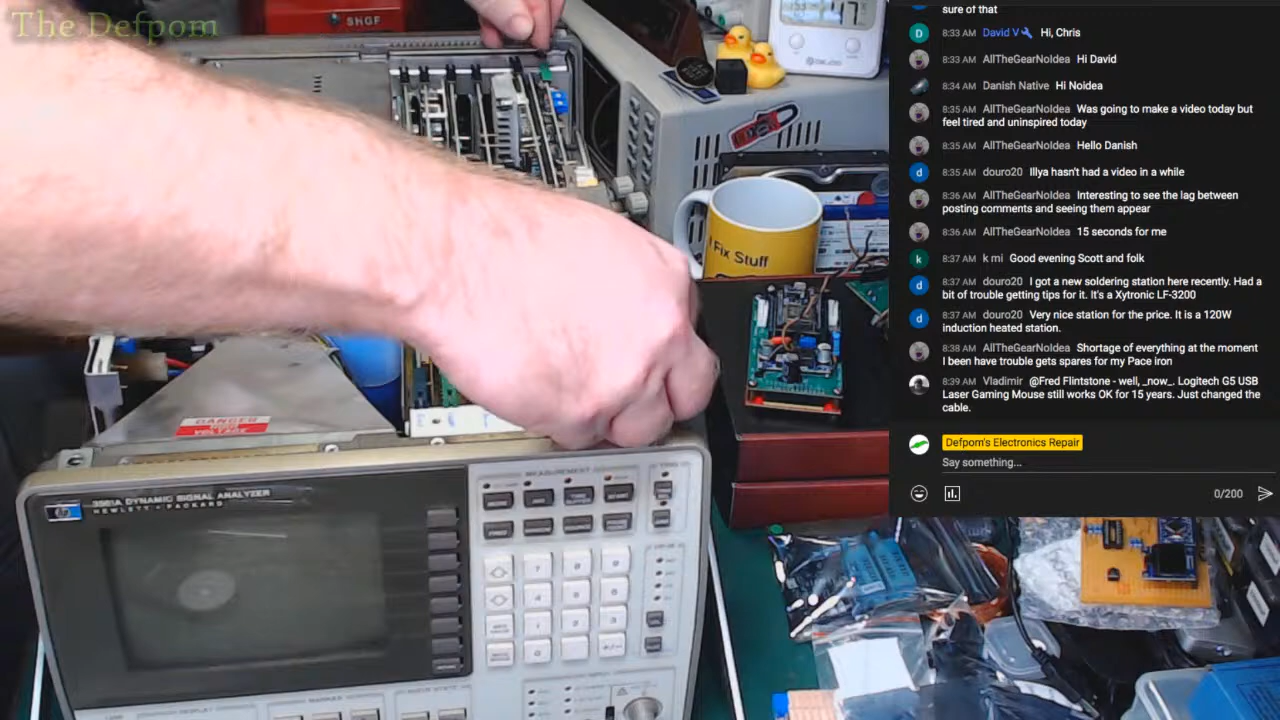 The Defpom
SHGF
I Fix Stuff
DANGER
HIGH
VOLTAGE
hp
3561A DYNAMIC SIGNAL ANALYZER
HEWLETT • PACKARD
MEASUREMENT
7
4
1
2
3
0
sure of that
D 8:33 AM David V Hi, Chris
8:33 AM AllTheGearNoIdea Hi David
8:34 AM Danish Native Hi Noidea
8:35 AM AllTheGearNoIdea Was going to make a video today but
feel tired and uninspired today
8:35 AM AllTheGearNoIdea Hello Danish
d 8:35 AM douro20 Illya hasn't had a video in a while
8:36 AM AllTheGearNoIdea Interesting to see the lag between
posting comments and seeing them appear
8:36 AM AllTheGearNoIdea 15 seconds for me
k 8:37 AM k mi Good evening Scott and folk
d 8:37 AM douro20 I got a new soldering station here recently. Had a
bit of trouble getting tips for it. It's a Xytronic LF-3200
d 8:37 AM douro20 Very nice station for the price. It is a 120W
induction heated station.
8:38 AM AllTheGearNoIdea Shortage of everything at the moment
I been have trouble gets spares for my Pace iron
8:39 AM Vladimir @Fred Flintstone - well, _now_. Logitech G5 USB
Laser Gaming Mouse still works OK for 15 years. Just changed the
cable.
Defpom's Electronics Repair
Say something...
0/200